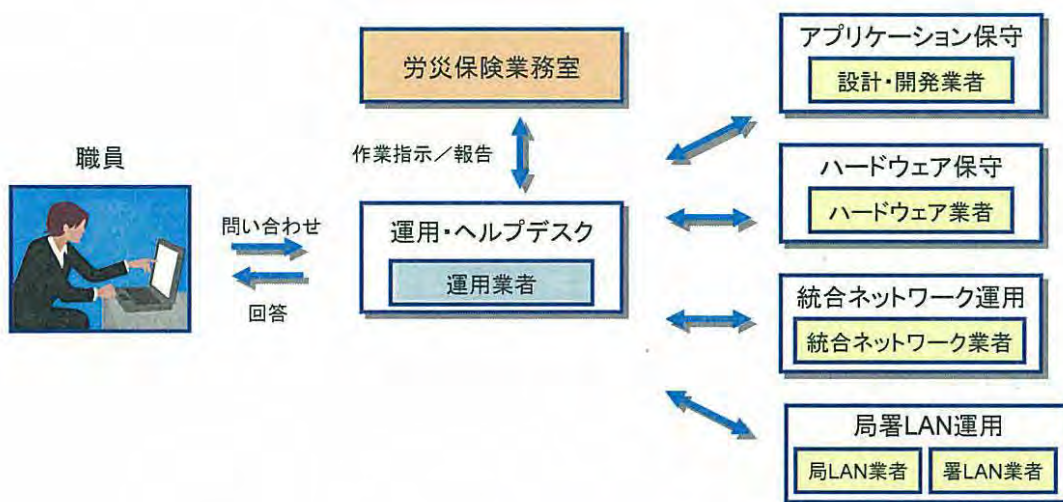 労災保険業務室
作業指示／報告
職員
問い合わせ
回答
運用・ヘルプデスク
運用業者
アプリケーション保守
設計・開発業者
ハードウェア保守
ハードウェア業者
統合ネットワーク運用
統合ネットワーク業者
局署LAN運用
局LAN業者 署LAN業者